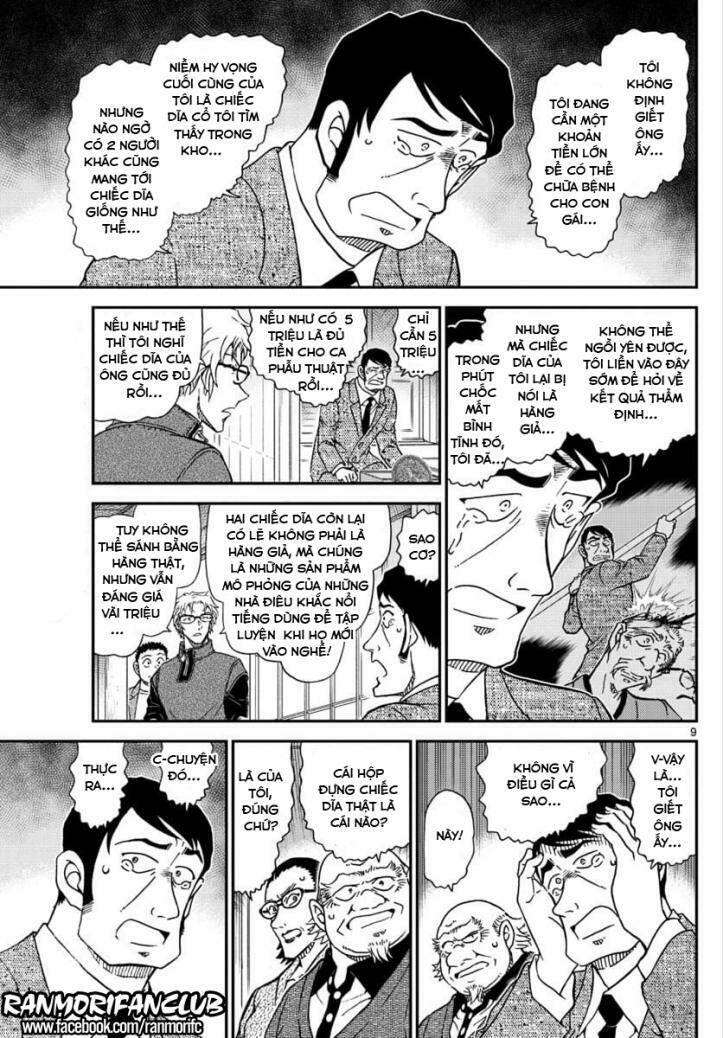 TÔI
KHÔNG
ĐỊNH
GIẾT
ÔNG
ẤY...
TÔI ĐANG
CẦN MỘT
KHOẢN
TIỀN LỚN
ĐỂ CÓ THỂ
CHỮA BỆNH
CHO CON
GÁI...
NIỀM HY VỌNG
CUỐI CÙNG CỦA
TÔI LÀ CHIẾC
DĨA CỔ TÔI TÌM
THẤY TRONG
KHO...
NHƯNG
NÀO NGỜ
CÓ 2 NGƯỜI
KHÁC CŨNG
MANG TỚI
CHIẾC DĨA
GIỐNG NHƯ
THẾ...
KHÔNG THỂ
NGỒI YÊN ĐƯỢC,
TÔI LIỀN VÀO ĐÂY
SỚM ĐỂ HỎI VỀ
KẾT QUẢ THẨM
ĐỊNH...
NHƯNG
MÀ CHIẾC
DĨA CỦA
TÔI LẠI BỊ
NÓI LÀ
HÀNG
GIẢ...
TRONG
PHÚT
CHỐC
MẤT
BÌNH
TĨNH ĐÓ,
TÔI ĐÃ...
CHỈ
CẦN 5
TRIỆU...
NẾU NHƯ CÓ 5
TRIỆU LÀ ĐỦ
TIỀN CHO CA
PHẪU THUẬT
RỒI...
NẾU NHƯ THẾ
THÌ TÔI NGHĨ
CHIẾC DĨA CỦA
ÔNG CŨNG ĐỦ
RỒI...
SAO
CƠ?
HAI CHIẾC DĨA CÒN LẠI
CÓ LẼ KHÔNG PHẢI LÀ
HÀNG GIẢ, MÀ CHÚNG
LÀ NHỮNG SẢN PHẨM
MÔ PHỎNG CỦA NHỮNG
NHÀ ĐIÊU KHẮC NỔI
TIẾNG DÙNG ĐỂ TẬP
LUYỆN KHI HỌ MỚI
VÀO NGHỀ!
TUY KHÔNG
THỂ SÁNH BẰNG
HÀNG THẬT,
NHƯNG VẪN
ĐÁNG GIÁ
VÀI TRIỆU
...
9
V-VẬY
LÀ...
TÔI
GIẾT
ÔNG
ẤY...
KHÔNG VÌ
ĐIỀU GÌ CẢ
SAO...
NÀY!
CÁI HỘP
ĐỰNG CHIẾC
DĨA THẬT LÀ
CÁI NÀO?
LÀ CỦA
TÔI,
ĐÚNG
CHỨ?
C-CHUYỆN
ĐÓ...
THỰC
RA...
RANMORIFANCLUB
www.facebook.com/ranmorifc